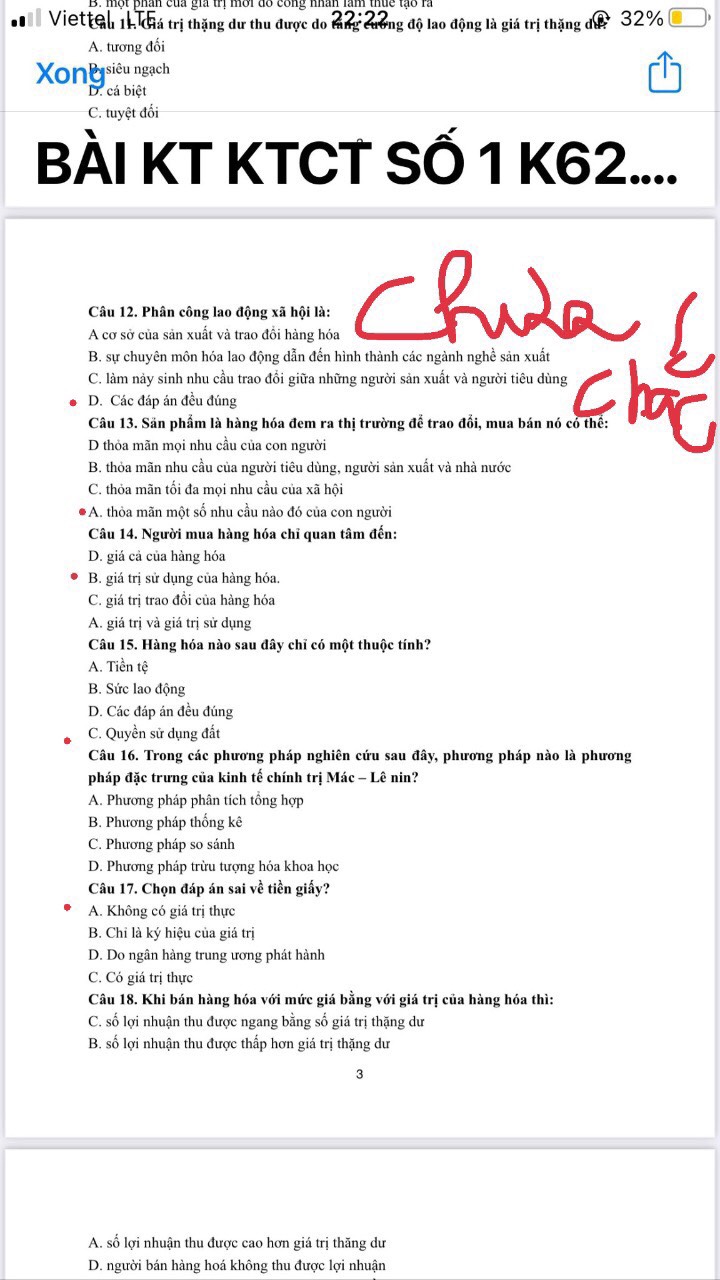 B. một phần của giá trị mới do công nhân làm thuê tạo ra
Viettel LTE 22:22 32%
Câu 11. Giá trị thặng dư thu được do tăng cường độ lao động là giá trị thặng dư?
A. tương đối
Xong
B. siêu ngạch
D. cá biệt
C. tuyệt đối
BÀI KT KTCT SỐ 1 K62....
Chưa
chắc
Câu 12. Phân công lao động xã hội là:
A cơ sở của sản xuất và trao đổi hàng hóa
B. sự chuyên môn hóa lao động dẫn đến hình thành các ngành nghề sản xuất
C. làm nảy sinh nhu cầu trao đổi giữa những người sản xuất và người tiêu dùng
D. Các đáp án đều đúng
Câu 13. Sản phẩm là hàng hóa đem ra thị trường để trao đổi, mua bán nó có thể:
D thỏa mãn mọi nhu cầu của con người
B. thỏa mãn nhu cầu của người tiêu dùng, người sản xuất và nhà nước
C. thỏa mãn tối đa mọi nhu cầu của xã hội
A. thỏa mãn một số nhu cầu nào đó của con người
Câu 14. Người mua hàng hóa chỉ quan tâm đến:
D. giá cả của hàng hóa
B. giá trị sử dụng của hàng hóa.
C. giá trị trao đổi của hàng hóa
A. giá trị và giá trị sử dụng
Câu 15. Hàng hóa nào sau đây chỉ có một thuộc tính?
A. Tiền tệ
B. Sức lao động
D. Các đáp án đều đúng
C. Quyền sử dụng đất
Câu 16. Trong các phương pháp nghiên cứu sau đây, phương pháp nào là phương
pháp đặc trưng của kinh tế chính trị Mác – Lê nin?
A. Phương pháp phân tích tổng hợp
B. Phương pháp thống kê
C. Phương pháp so sánh
D. Phương pháp trừu tượng hóa khoa học
Câu 17. Chọn đáp án sai về tiền giấy?
A. Không có giá trị thực
B. Chỉ là ký hiệu của giá trị
D. Do ngân hàng trung ương phát hành
C. Có giá trị thực
Câu 18. Khi bán hàng hóa với mức giá bằng với giá trị của hàng hóa thì:
C. số lợi nhuận thu được ngang bằng số giá trị thặng dư
B. số lợi nhuận thu được thấp hơn giá trị thặng dư
3
A. số lợi nhuận thu được cao hơn giá trị thăng dư
D. người bán hàng hoá không thu được lợi nhuận